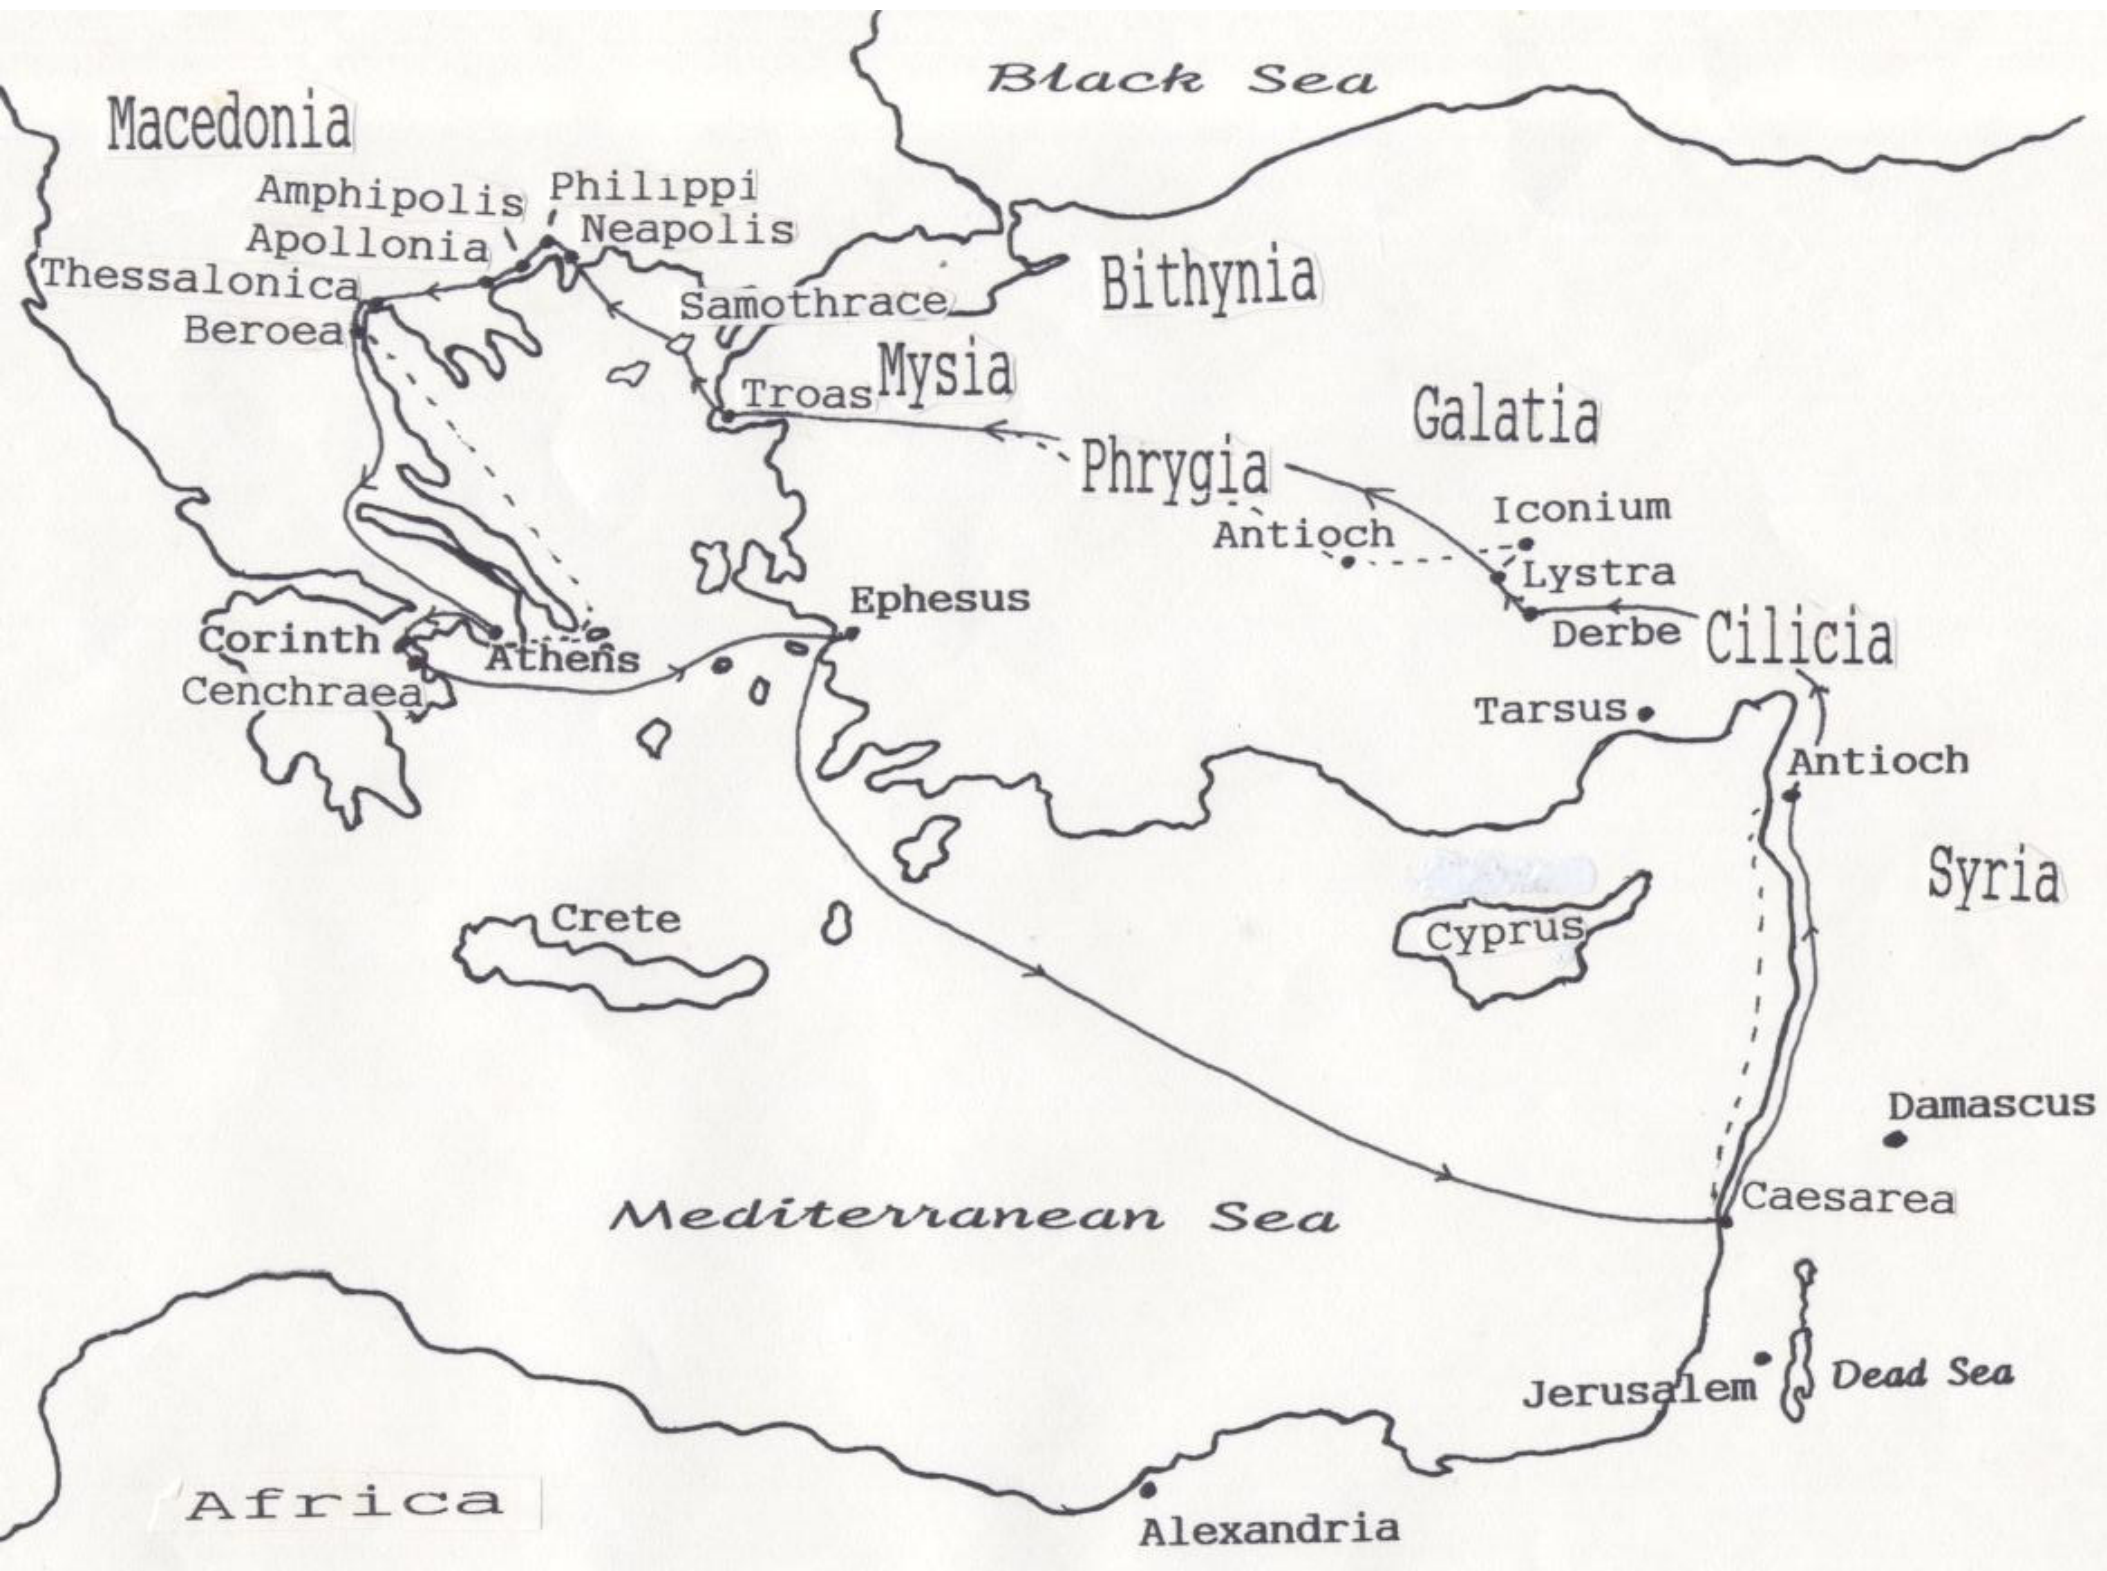 Black Sea
Macedonia
Amphipolis
Philippi
Apollonia
Neapolis
Thessalonica
Beroea
Samothrace
Bithynia
Troas
Mysia
Galatia
Phrygia
Antioch
Iconium
Lystra
Ephesus
Derbe
Cilicia
Corinth
Athens
Cenchraea
Tarsus
Antioch
Syria
Crete
Cyprus
Damascus
Caesarea
Mediterranean Sea
Jerusalem
Dead Sea
Africa
Alexandria